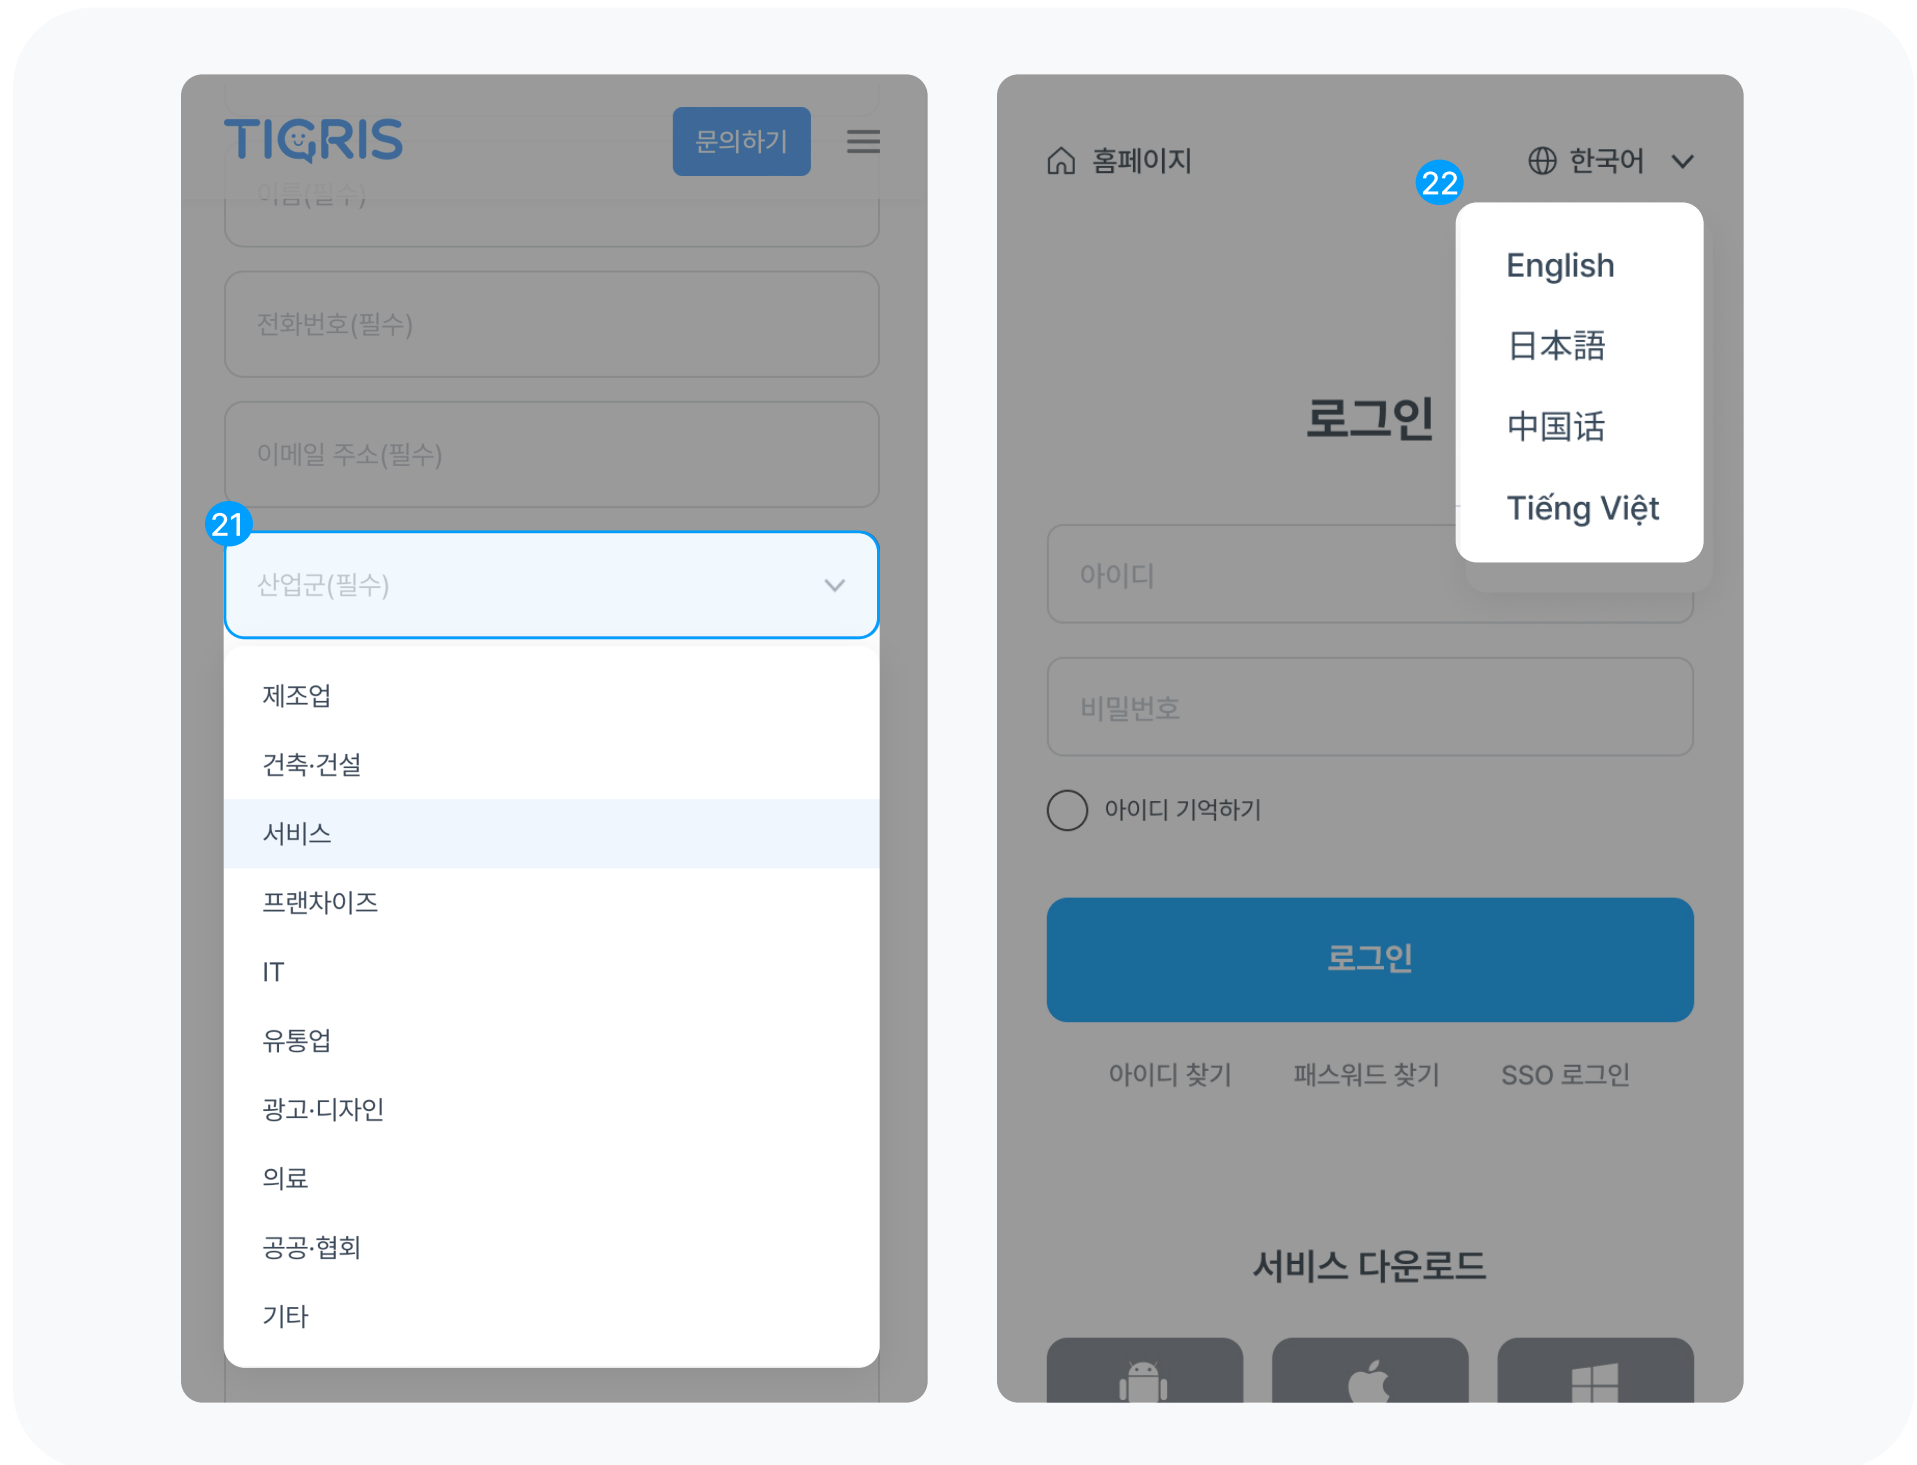 TIGRIS
문의하기
이름(필수)
전화번호(필수)
이메일 주소(필수)
21
산업군(필수)
제조업
건축·건설
서비스
프랜차이즈
IT
유통업
광고·디자인
의료
공공·협회
기타
홈페이지
한국어
22
English
日本語
中国话
Tiếng Việt
로그인
아이디
비밀번호
아이디 기억하기
로그인
아이디 찾기 패스워드 찾기 SSO 로그인
서비스 다운로드